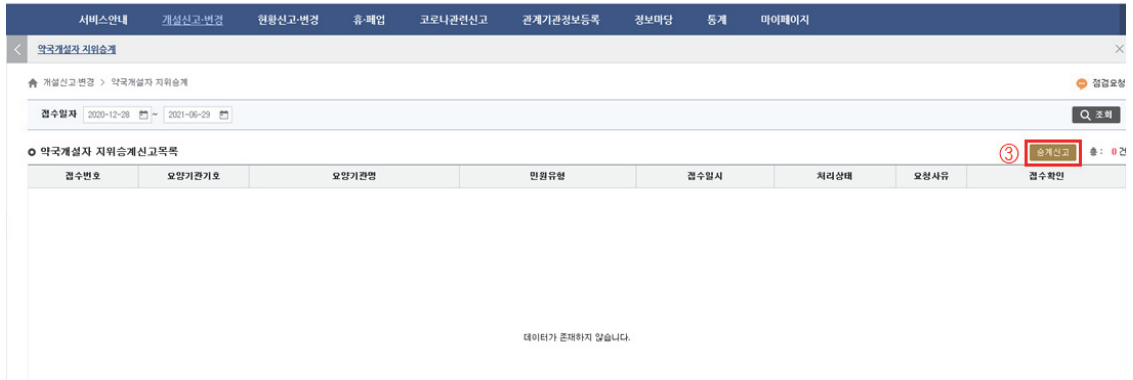 서비스안내 개설신고·변경 현황신고·변경 휴·폐업 코로나관련신고 관계기관정보등록 정보마당 통계 마이페이지
약국개설자 지위승계
개설신고·변경 > 약국개설자 지위승계 점검요청
접수일자 2020-12-28 ~ 2021-06-29 조회
약국개설자 지위승계신고목록 ③ 승계신고 총 : 0건
접수번호 요양기관기호 요양기관명 민원유형 접수일시 처리상태 요청사유 접수확인
데이터가 존재하지 않습니다.